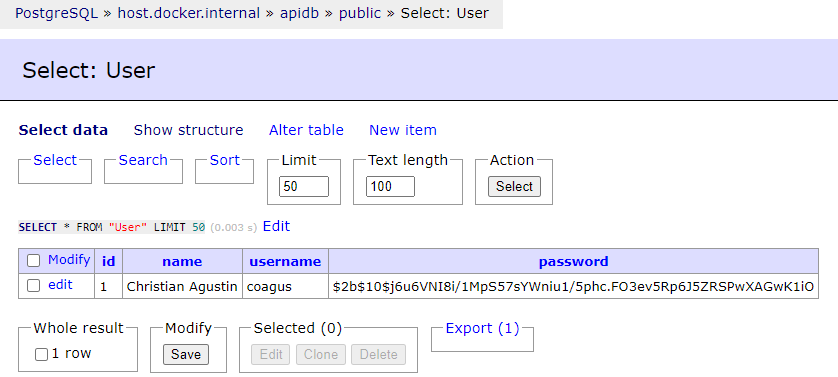 PostgreSQL » host.docker.internal » apidb » public » Select: User
Select: User
Select data Show structure Alter table New item
Select Search Sort Limit Text length Action
50 100 Select
SELECT * FROM "User" LIMIT 50 (0.003 s) Edit
Modify id name username password
edit 1 Christian Agustin coagus $2b$10$j6u6VNI8i/1MpS57sYWniu1/5phc.FO3ev5Rp6J5ZRSPwXAGwK1iO
Whole result Modify Selected (0) Export (1)
1 row Save Edit Clone Delete